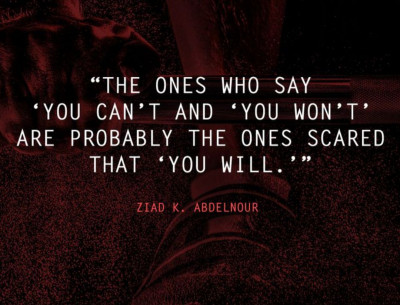 “THE ONES WHO SAY
‘YOU CAN’T AND ‘YOU WON’T’
ARE PROBABLY THE ONES SCARED
THAT ‘YOU WILL.’”
ZIAD K. ABDELNOUR